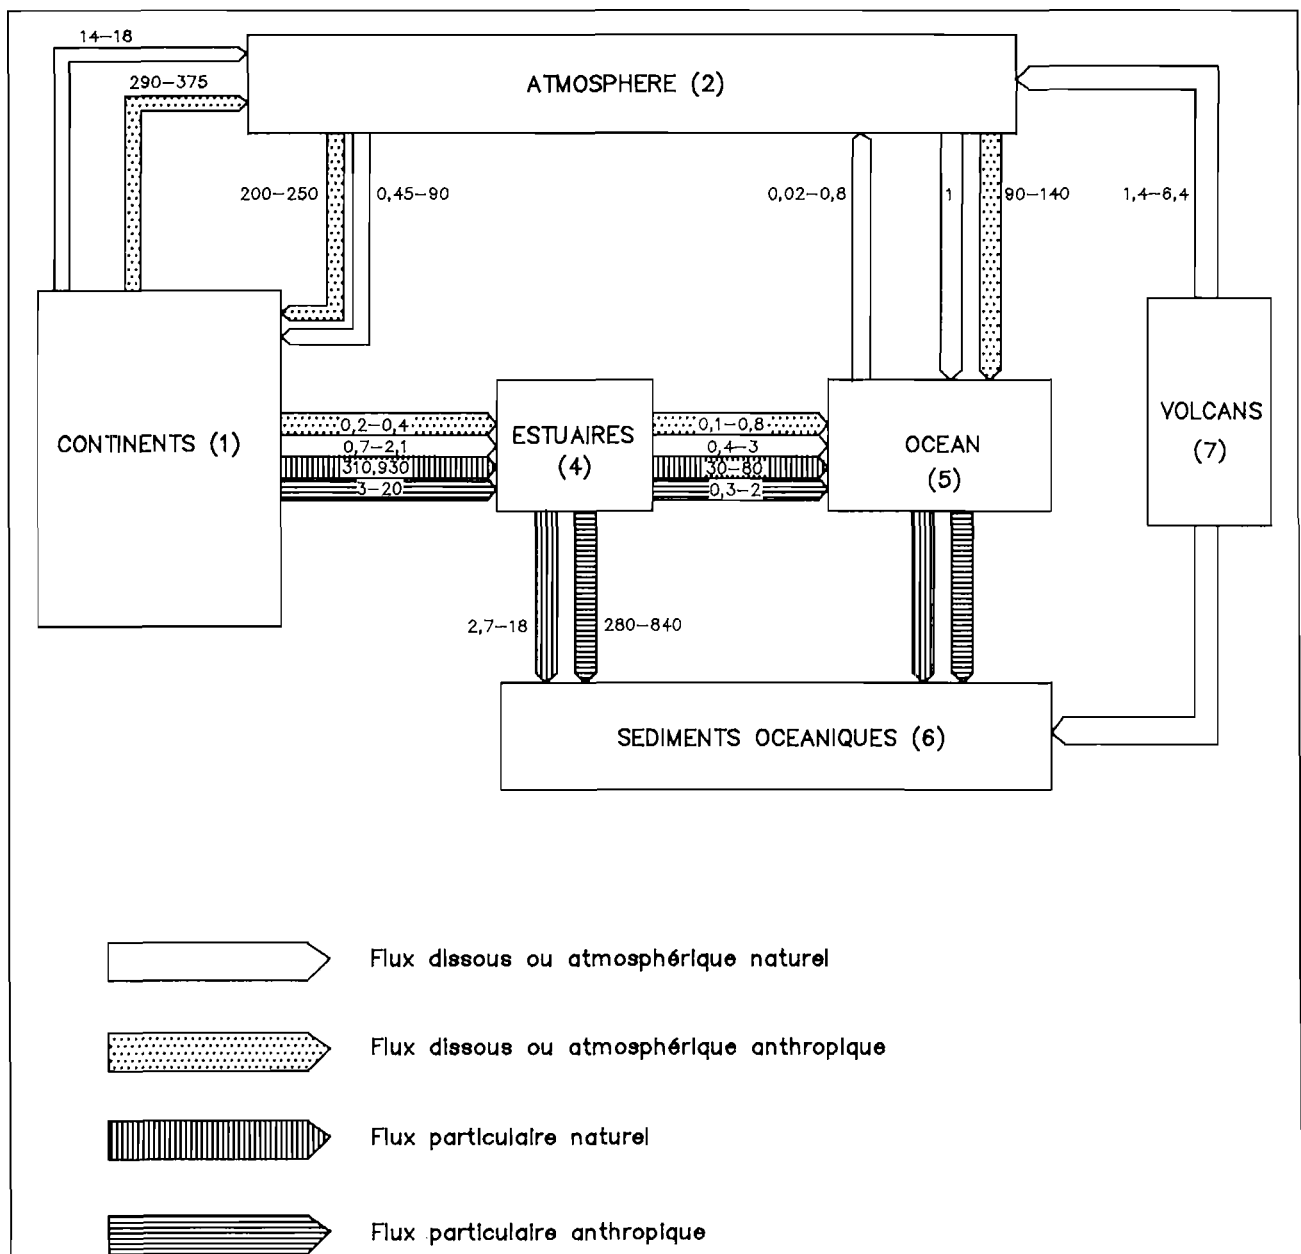 14-18
290-375
ATMOSPHERE (2)
200-250
0,45-90
0,02-0,8
1
90-140
1,4-6,4
CONTINENTS (1)
0,2-0,4
0,7-2,1
310,930
3-20
ESTUAIRES
(4)
0,1-0,8
0,4-3
30-80
0,3-2
OCEAN
(5)
VOLCANS
(7)
2,7-18
280-840
SEDIMENTS OCEANIQUES (6)
Flux dissous ou atmosphérique naturel
Flux dissous ou atmosphérique anthropique
Flux particulaire naturel
Flux particulaire anthropique